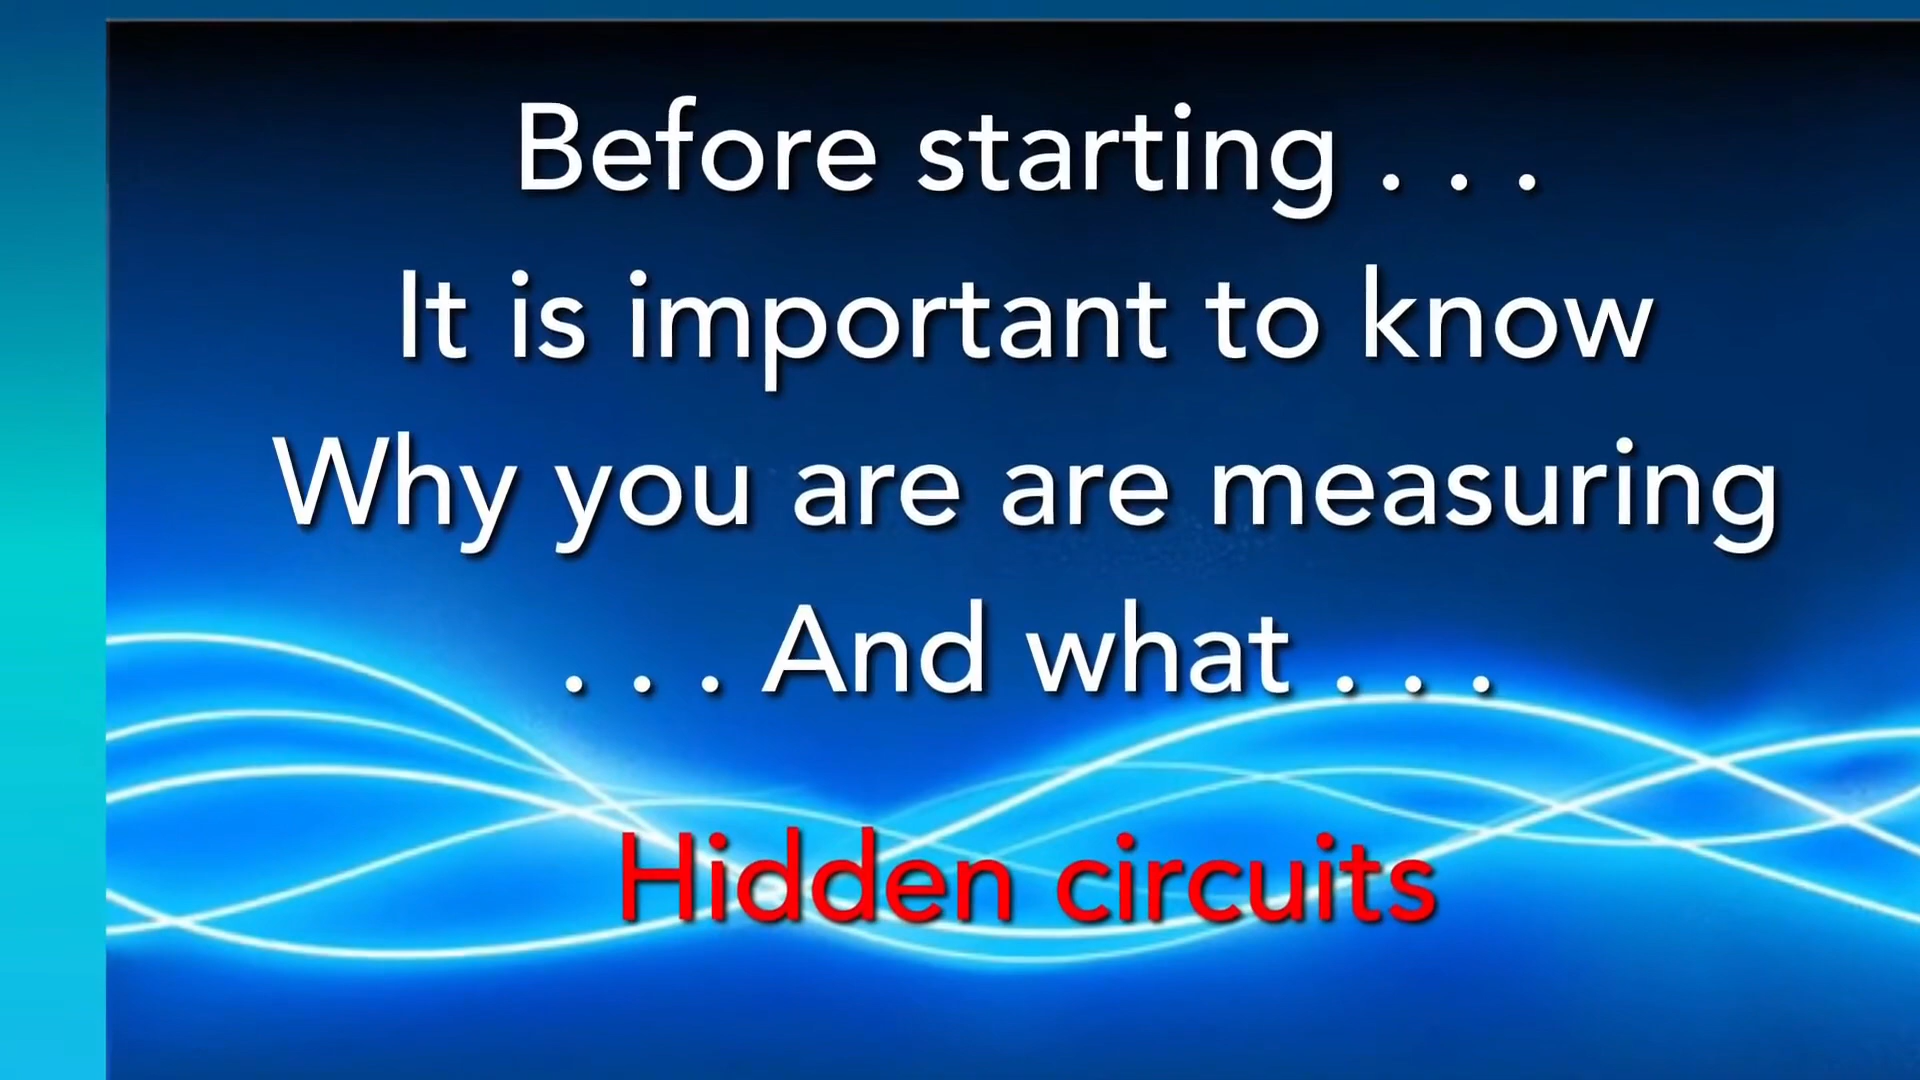 Before starting . . .
It is important to know
Why you are are measuring
. . . And what . . .
Hidden circuits